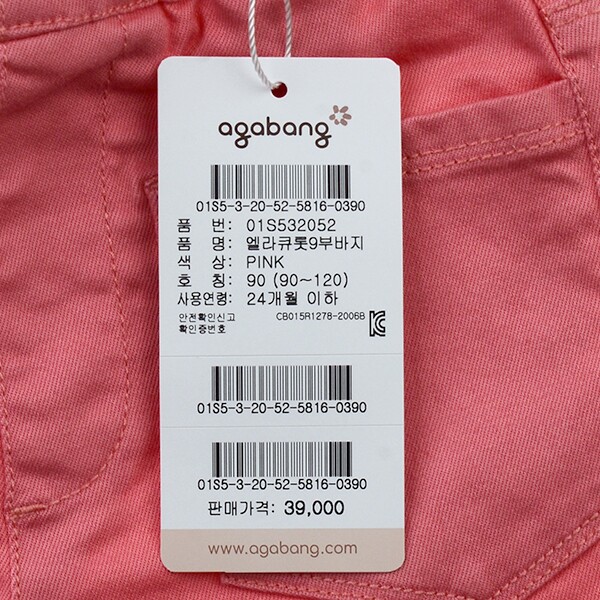 agabang
01S5-3-20-52-5816-0390
품 번: 01S532052
품 명: 엘라큐롯9부바지
색 상: PINK
호 칭: 90 (90~120)
사용연령: 24개월 이하
안전확인신고 CB015R1278-2006B
확인증번호
01S5-3-20-52-5816-0390
01S5-3-20-52-5816-0390
판매가격: 39,000
www.agabang.com